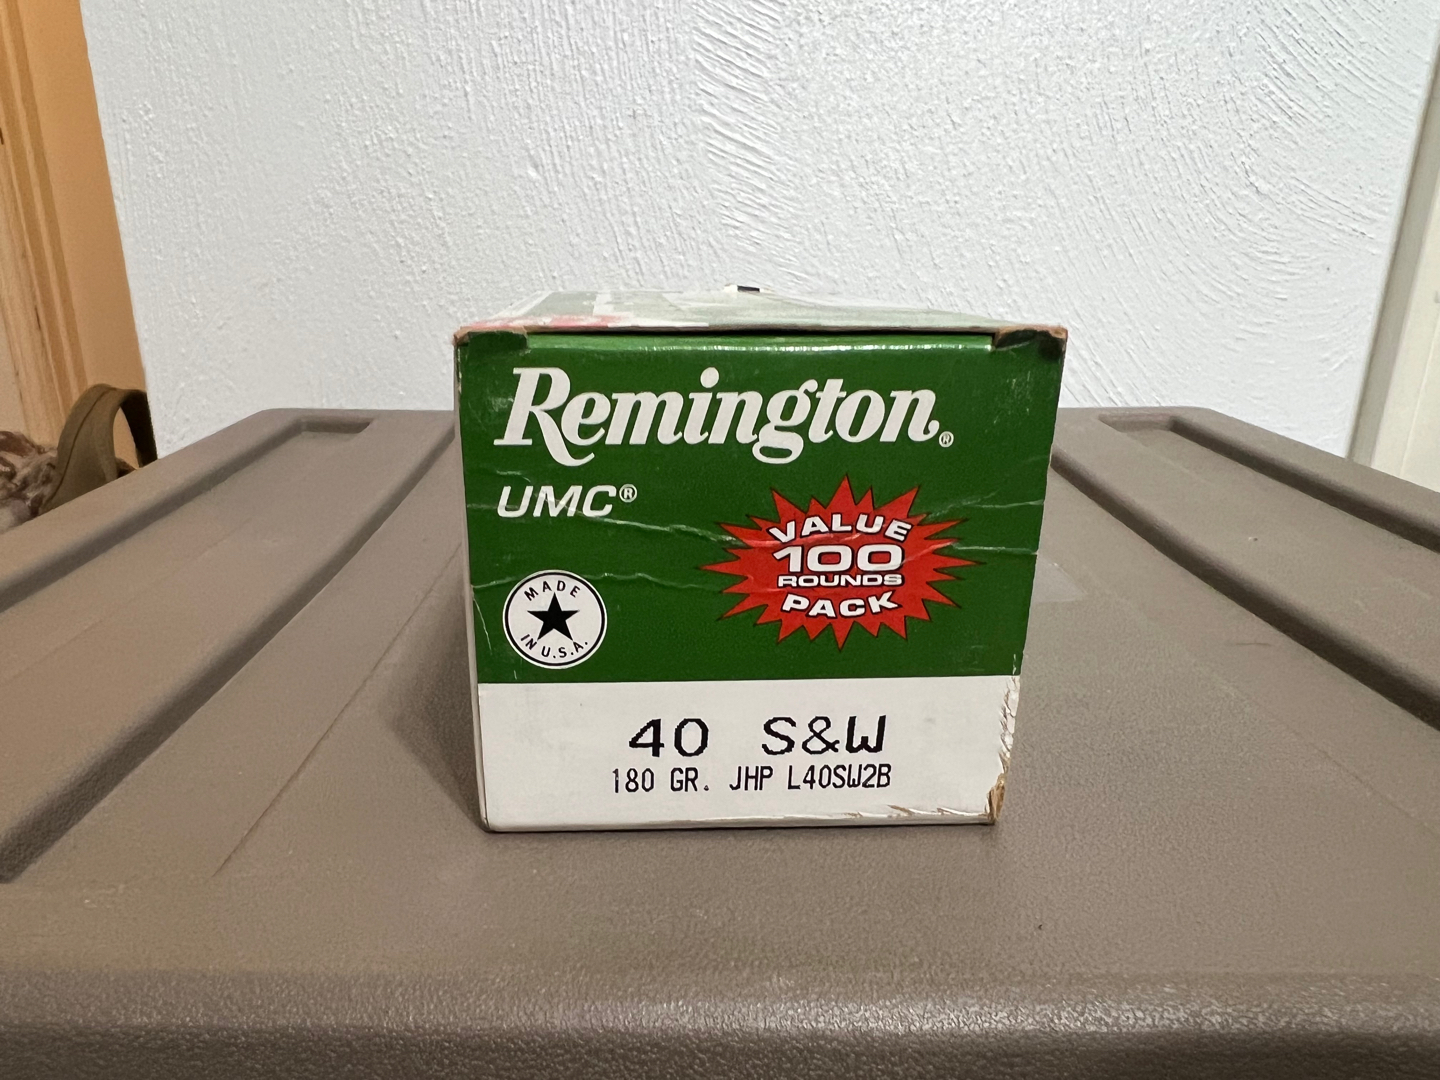 Remington®
UMC®
VALUE
100
ROUNDS
PACK
MADE
IN U.S.A.
40 S&W
180 GR. JHP L40SW2B